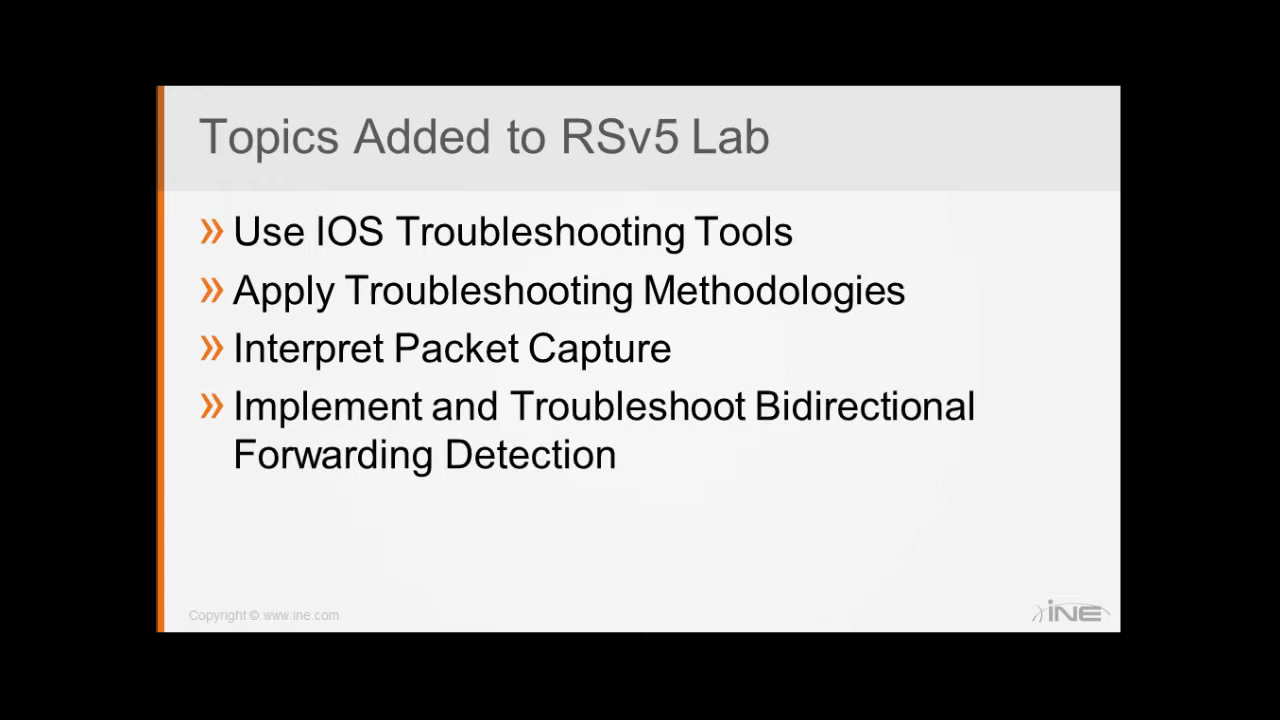 Topics Added to RSv5 Lab
» Use IOS Troubleshooting Tools
» Apply Troubleshooting Methodologies
» Interpret Packet Capture
» Implement and Troubleshoot Bidirectional
Forwarding Detection
Copyright © www.ine.com
iNE